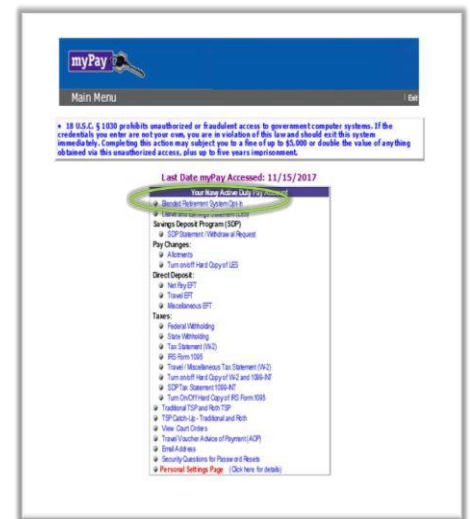 myPay
Main Menu
Exit
• 18 U.S.C. § 1030 prohibits unauthorized or fraudulent access to government computer systems. If the
credentials you enter are not your own, you are in violation of this law and should exit this system
immediately. Completing this action may subject you to a fine of up to $5,000 or double the value of anything
obtained via this unauthorized access, plus up to five years imprisonment.
Last Date myPay Accessed: 11/15/2017
Your Navy Active Duty Pay Account
Blended Retirement System Opt-In
Leave and Earnings Statement (LES)
Savings Deposit Program (SDP)
SDP Statement / Withdrawal Request
Pay Changes:
Allotments
Turn on/off Hard Copy of LES
Direct Deposit:
Net Pay EFT
Travel EFT
Miscellaneous EFT
Taxes:
Federal Withholding
State Withholding
Tax Statement (W-2)
IRS Form 1095
Travel / Miscellaneous Tax Statement (W-2)
Turn on/off Hard Copy of W-2 and 1099-INT
SDP Tax Statement 1099-INT
Turn On/Off Hard Copy of IRS Form 1095
Traditional TSP and Roth TSP
TSP Catch-Up - Traditional and Roth
View Court Orders
Travel Voucher Advice of Payment (AOP)
Email Address
Security Questions for Password Resets
Personal Settings Page (Click here for details)